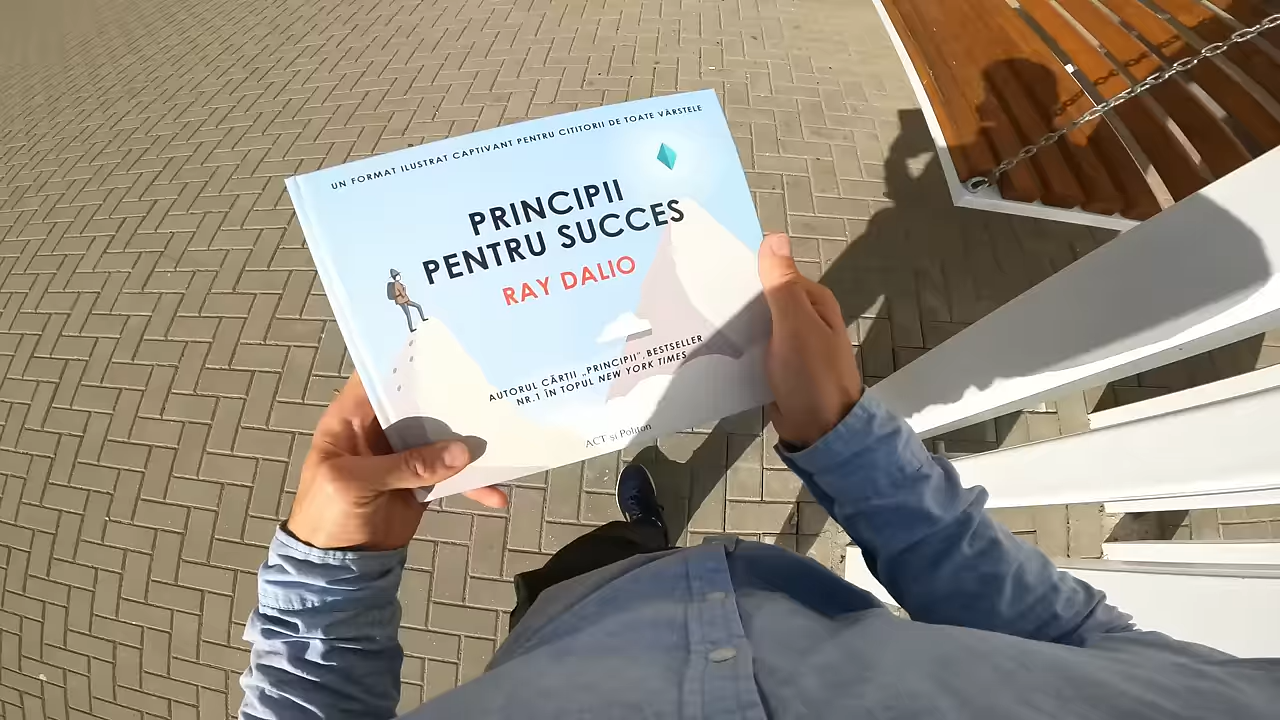 UN FORMAT ILUSTRAT CAPTIVANT PENTRU CITITORII DE TOATE VÂRSTELE
PRINCIPII
PENTRU SUCCES
RAY DALIO
AUTORUL CĂRȚII „PRINCIPII”, BESTSELLER
NR.1 ÎN TOPUL NEW YORK TIMES
ACT și Politon